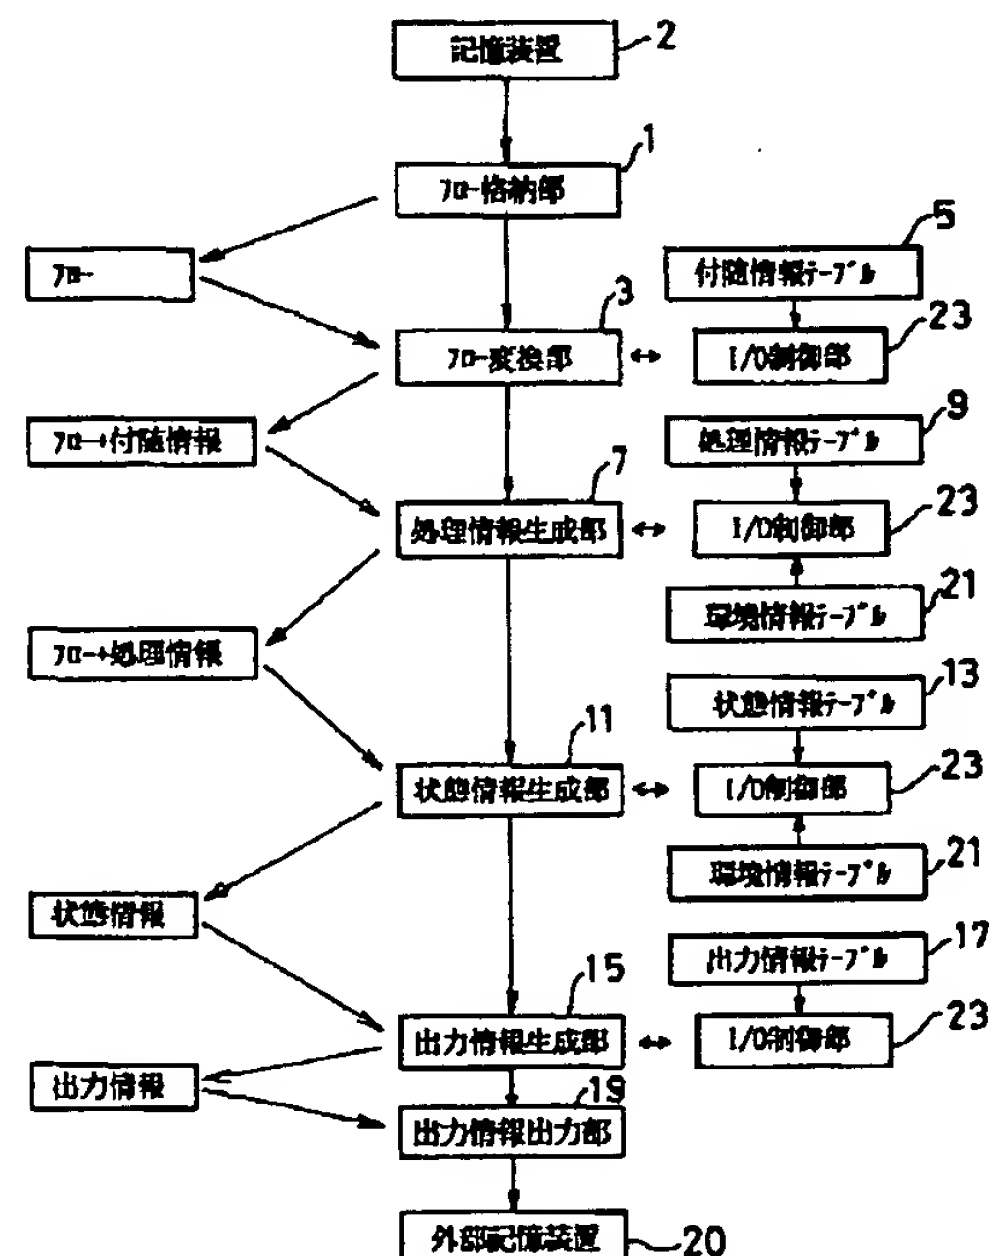 記憶装置
2
1
フロー格納部
5
フロー
付随情報テーブル
3
23
フロー変換部
I/O制御部
9
フロー+付随情報
処理情報テーブル
7
23
処理情報生成部
I/O制御部
21
環境情報テーブル
フロー+処理情報
13
状態情報テーブル
11
23
状態情報生成部
I/O制御部
21
環境情報テーブル
状態情報
17
出力情報テーブル
15
23
出力情報生成部
I/O制御部
出力情報
19
出力情報出力部
外部記憶装置
20